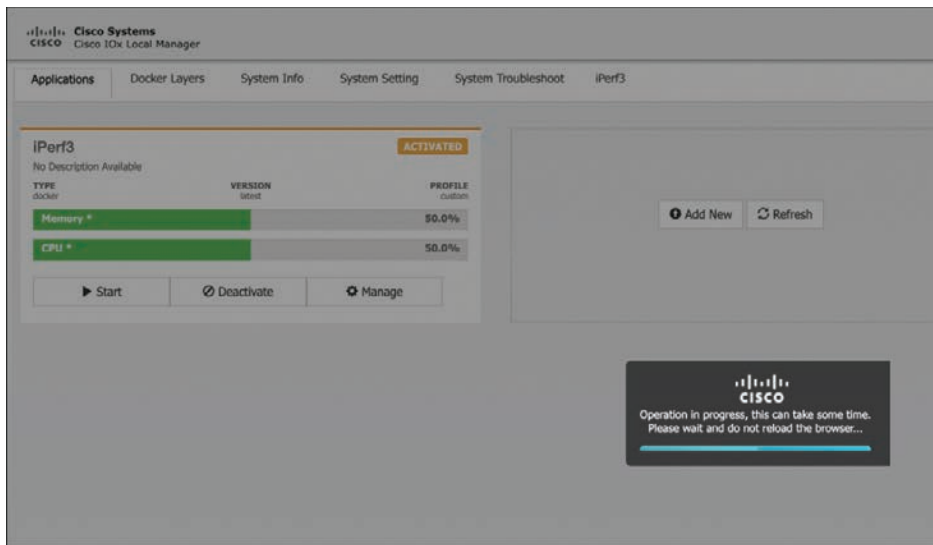 Cisco Systems
CISCO Cisco IOx Local Manager
Applications Docker Layers System Info System Setting System Troubleshoot iPerf3
iPerf3 ACTIVATED
No Description Available
TYPE VERSION PROFILE
docker latest custom
Memory * 50.0%
CPU * 50.0%
Start Deactivate Manage
Add New Refresh
CISCO
Operation in progress, this can take some time.
Please wait and do not reload the browser...